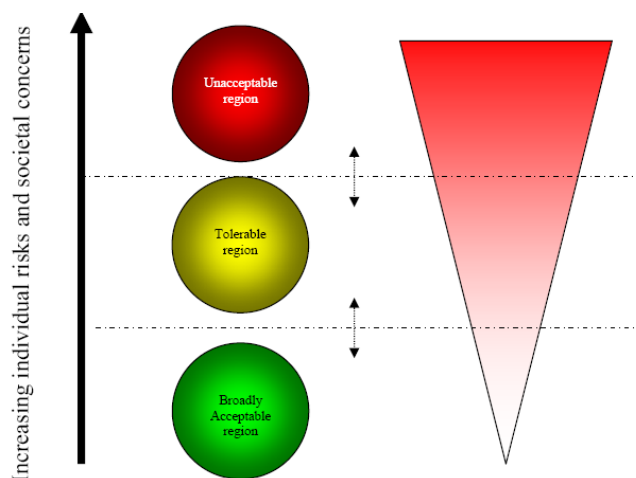 Increasing individual risks and societal concerns
Unacceptable
region
Tolerable
region
Broadly
Acceptable
region